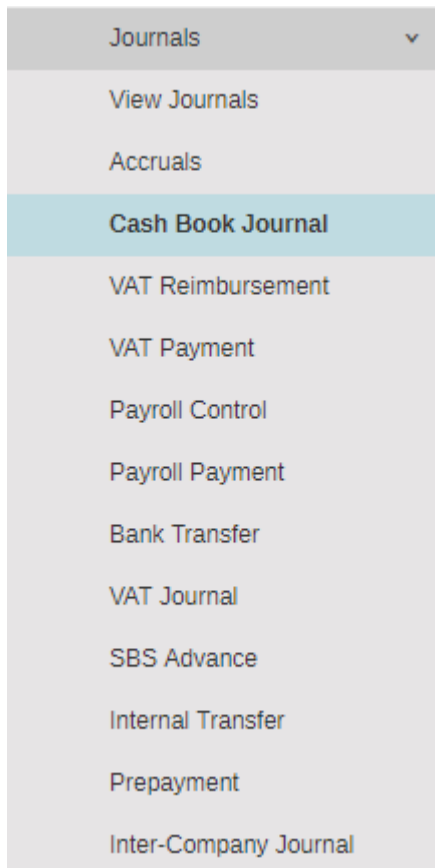 Journals
View Journals
Accruals
Cash Book Journal
VAT Reimbursement
VAT Payment
Payroll Control
Payroll Payment
Bank Transfer
VAT Journal
SBS Advance
Internal Transfer
Prepayment
Inter-Company Journal